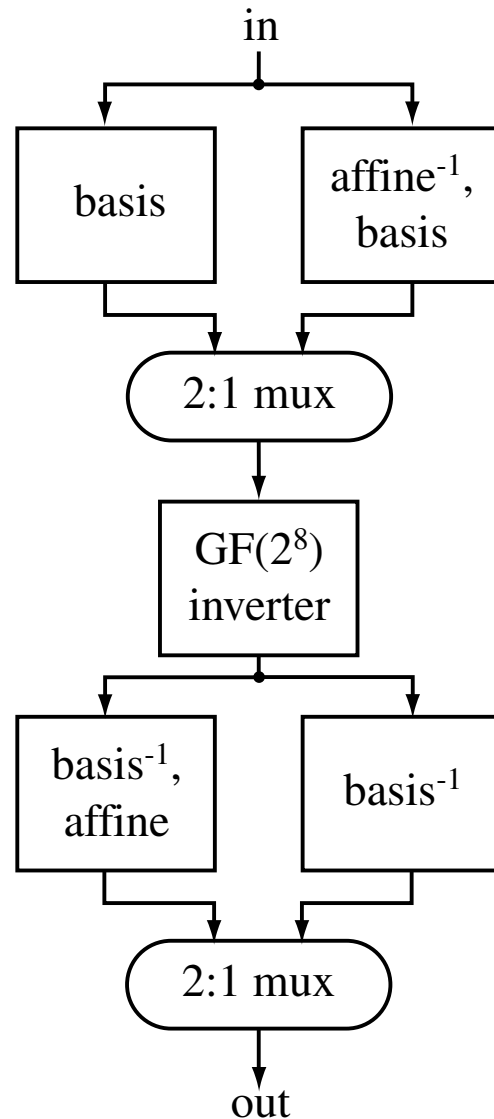 in
basis
affine⁻¹,
basis
2:1 mux
GF(2⁸)
inverter
basis⁻¹,
affine
basis⁻¹
2:1 mux
out